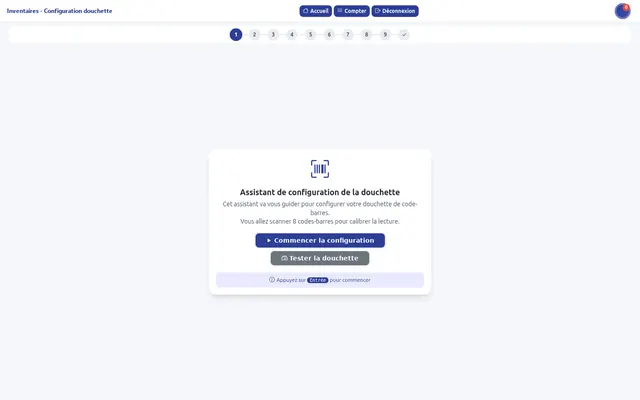 Inventaires - Configuration douchette
Accueil
Compter
Déconnexion
1 2 3 4 5 6 7 8 9
Assistant de configuration de la douchette
Cet assistant va vous guider pour configurer votre douchette de code-
barres.
Vous allez scanner 8 codes-barres pour calibrer la lecture.
Commencer la configuration
Tester la douchette
Appuyez sur Entrée pour commencer